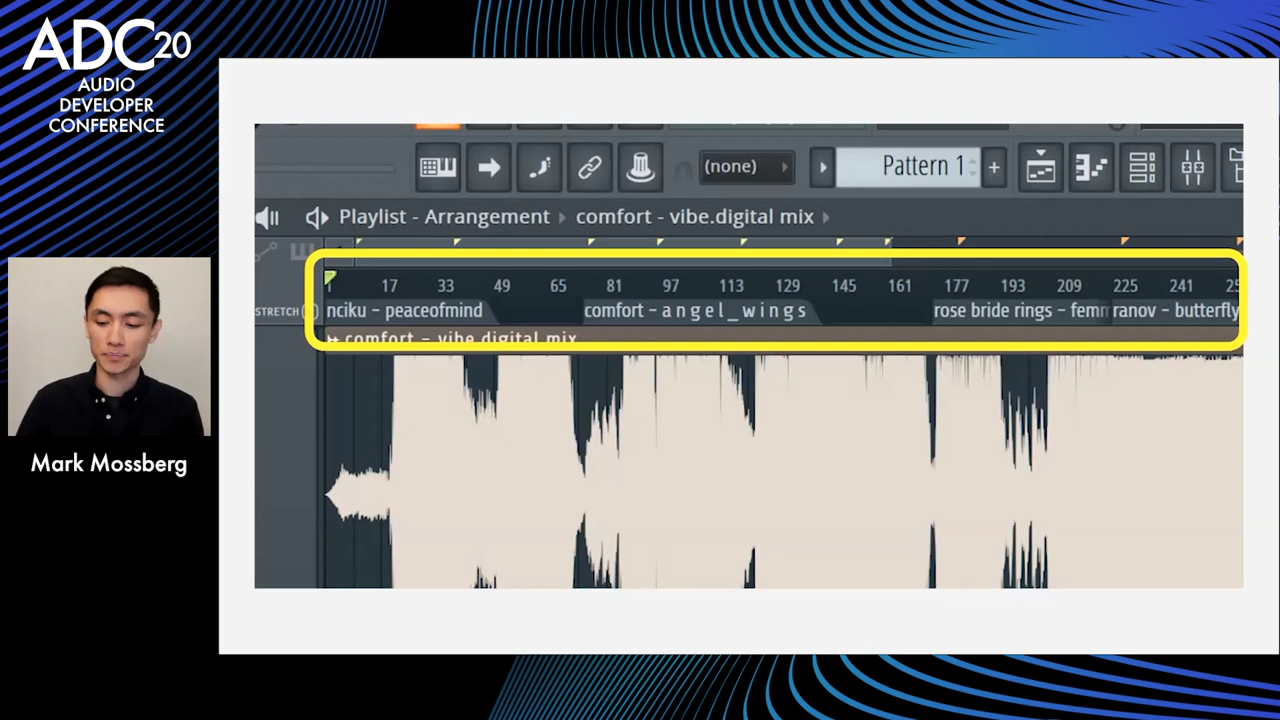 ADC20
AUDIO
DEVELOPER
CONFERENCE
Mark Mossberg
(none)
Pattern 1
+
Playlist - Arrangement comfort - vibe.digital mix
1 17 33 49 65 81 97 113 129 145 161 177 193 209 225 241
STRETCH
nciku - peaceofmind comfort - a n g e l _ w i n g s rose bride rings - femm ranov - butterfly
comfort - vibe.digital mix